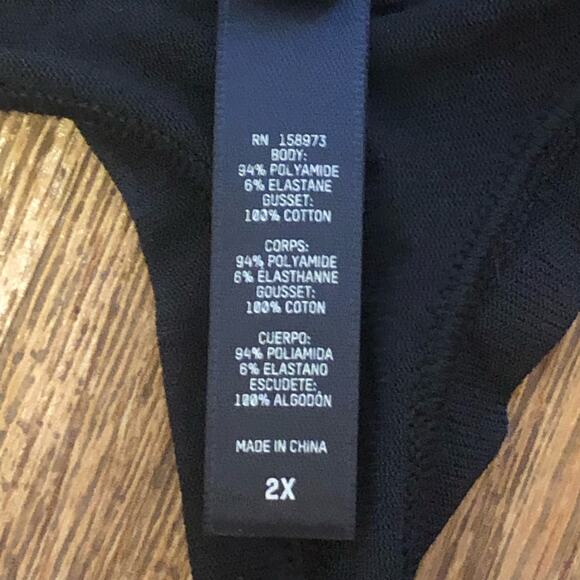 RN 158973
BODY:
94% POLYAMIDE
6% ELASTANE
GUSSET:
100% COTTON
CORPS:
94% POLYAMIDE
6% ELASTHANNE
GOUSSET:
100% COTON
CUERPO:
94% POLIAMIDA
6% ELASTANO
ESCUDETE:
100% ALGODÓN
MADE IN CHINA
2X